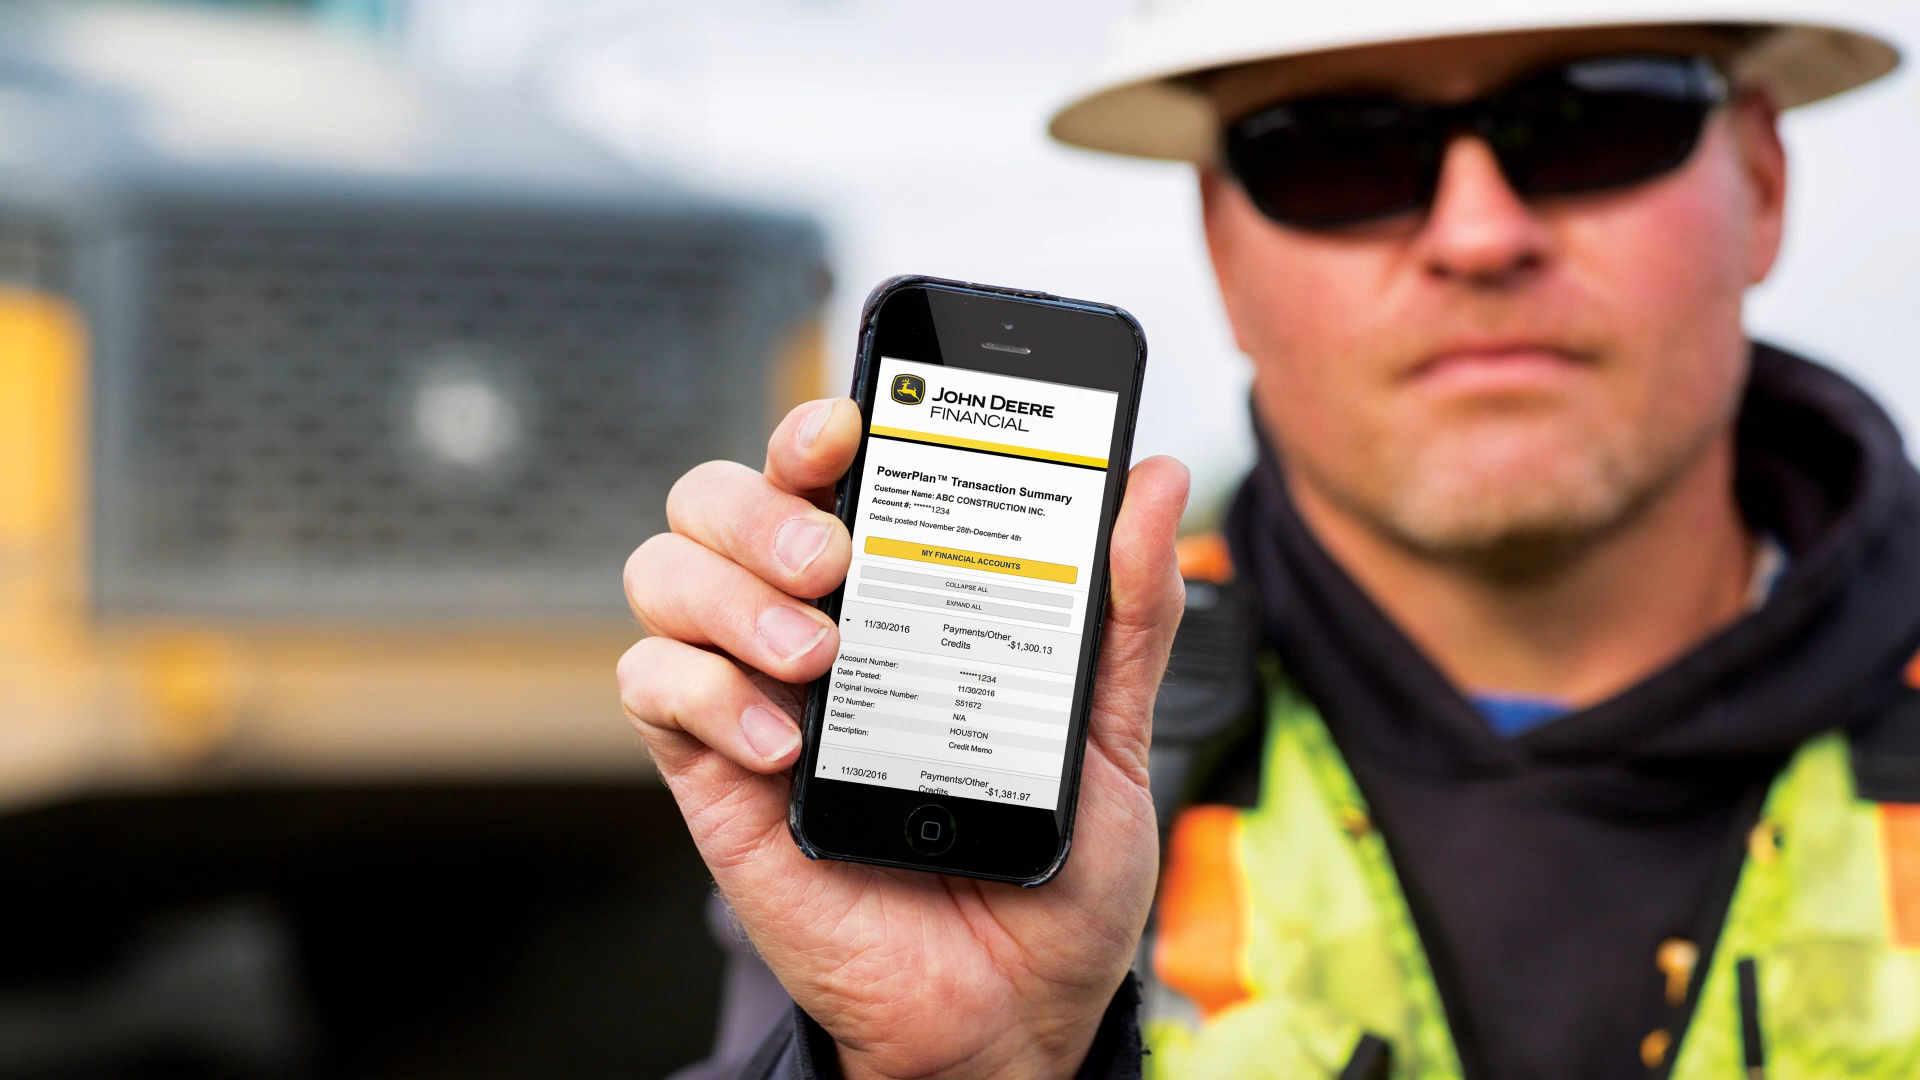 JOHN DEERE
FINANCIAL
PowerPlan™ Transaction Summary
Customer Name: ABC CONSTRUCTION INC.
Account #: ******1234
Details posted November 28th-December 4th
MY FINANCIAL ACCOUNTS
COLLAPSE ALL
EXPAND ALL
11/30/2016 Payments/Other Credits -$1,300.13
Account Number: ******1234
Date Posted: 11/30/2016
Original Invoice Number: S51672
PO Number: N/A
Dealer: HOUSTON
Description: Credit Memo
11/30/2016 Payments/Other Credits -$1,381.97